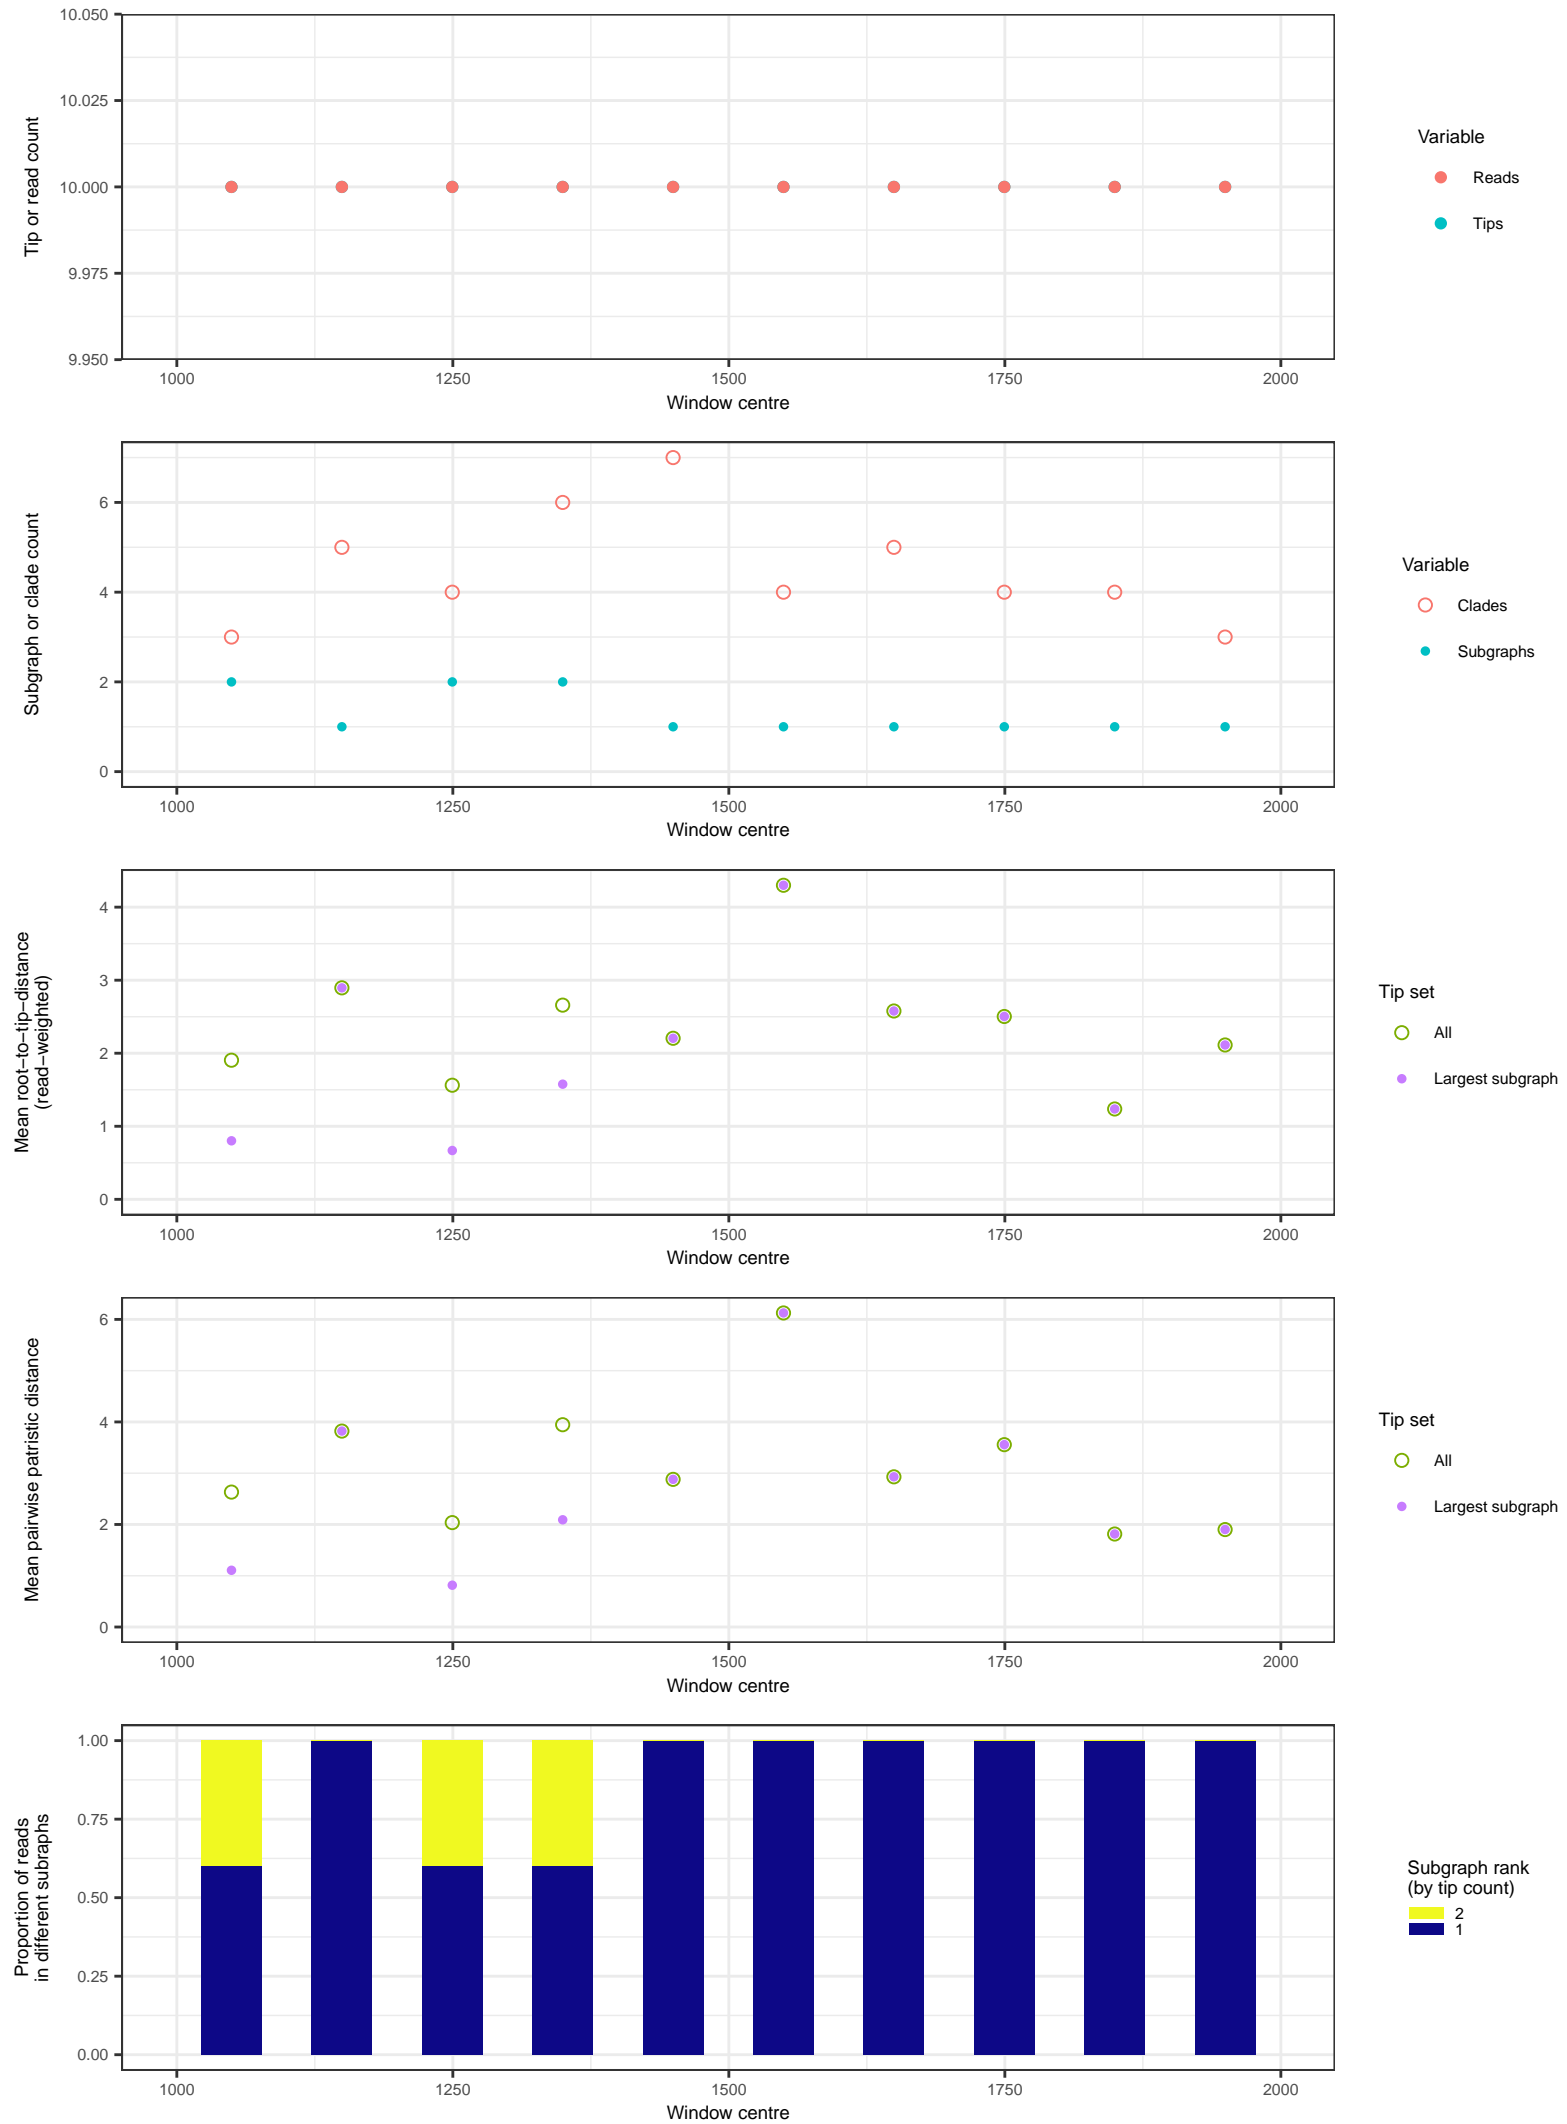 10.050
10.025
10.000
9.975
9.950
Tip or read count
1000 1250 1500 1750 2000
Window centre
Variable
Reads
Tips
6
4
2
0
Subgraph or clade count
1000 1250 1500 1750 2000
Window centre
Variable
Clades
Subgraphs
4
3
2
1
0
Mean root−to−tip−distance
(read−weighted)
1000 1250 1500 1750 2000
Window centre
Tip set
All
Largest subgraph
6
4
2
0
Mean pairwise patristic distance
1000 1250 1500 1750 2000
Window centre
Tip set
All
Largest subgraph
1.00
0.75
0.50
0.25
0.00
Proportion of reads
in different subraphs
1000 1250 1500 1750 2000
Window centre
Subgraph rank
(by tip count)
2
1